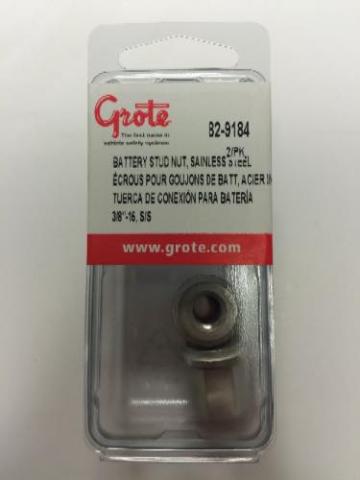 Grote
The first name in
vehicle safety systems
82-9184
2/PK
BATTERY STUD NUT, SAINLESS STEEL
ÉCROUS POUR GOUJONS DE BATT, ACIER IN
TUERCA DE CONEXIÓN PARA BATERÍA
3/8"-16, S/S
www.grote.com